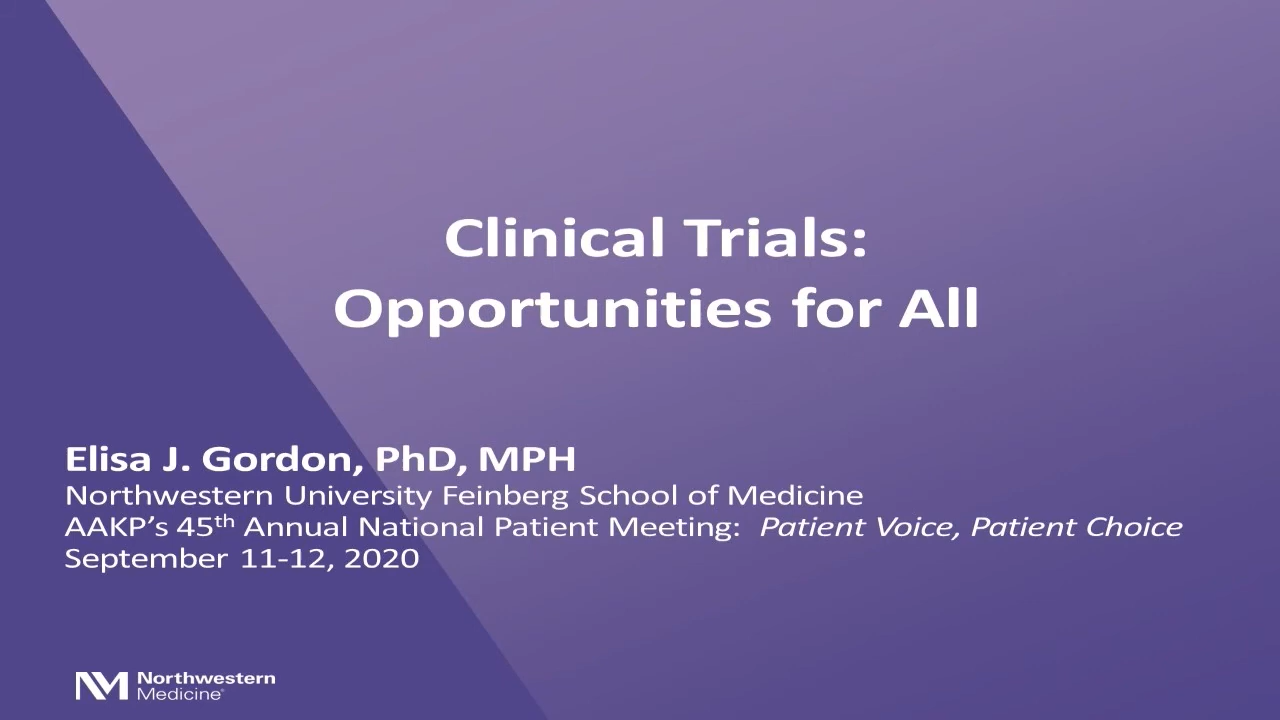 Clinical Trials:
Opportunities for All
Elisa J. Gordon, PhD, MPH
Northwestern University Feinberg School of Medicine
AAKP’s 45th Annual National Patient Meeting: Patient Voice, Patient Choice
September 11-12, 2020
NM Northwestern
Medicine®